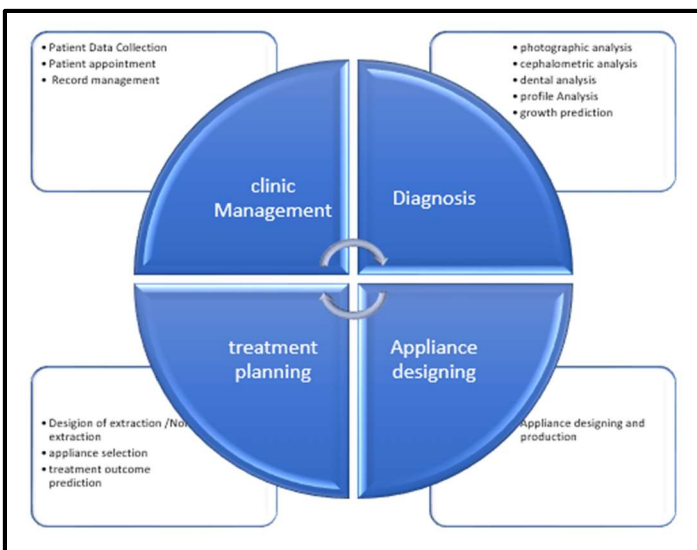 • Patient Data Collection
• Patient appointment
• Record management
• photographic analysis
• cephalometric analysis
• dental analysis
• profile Analysis
• growth prediction
clinic
Management
Diagnosis
treatment
planning
Appliance
designing
• Desigion of extraction /No
extraction
• appliance selection
• treatment outcome
prediction
Appliance designing and
production